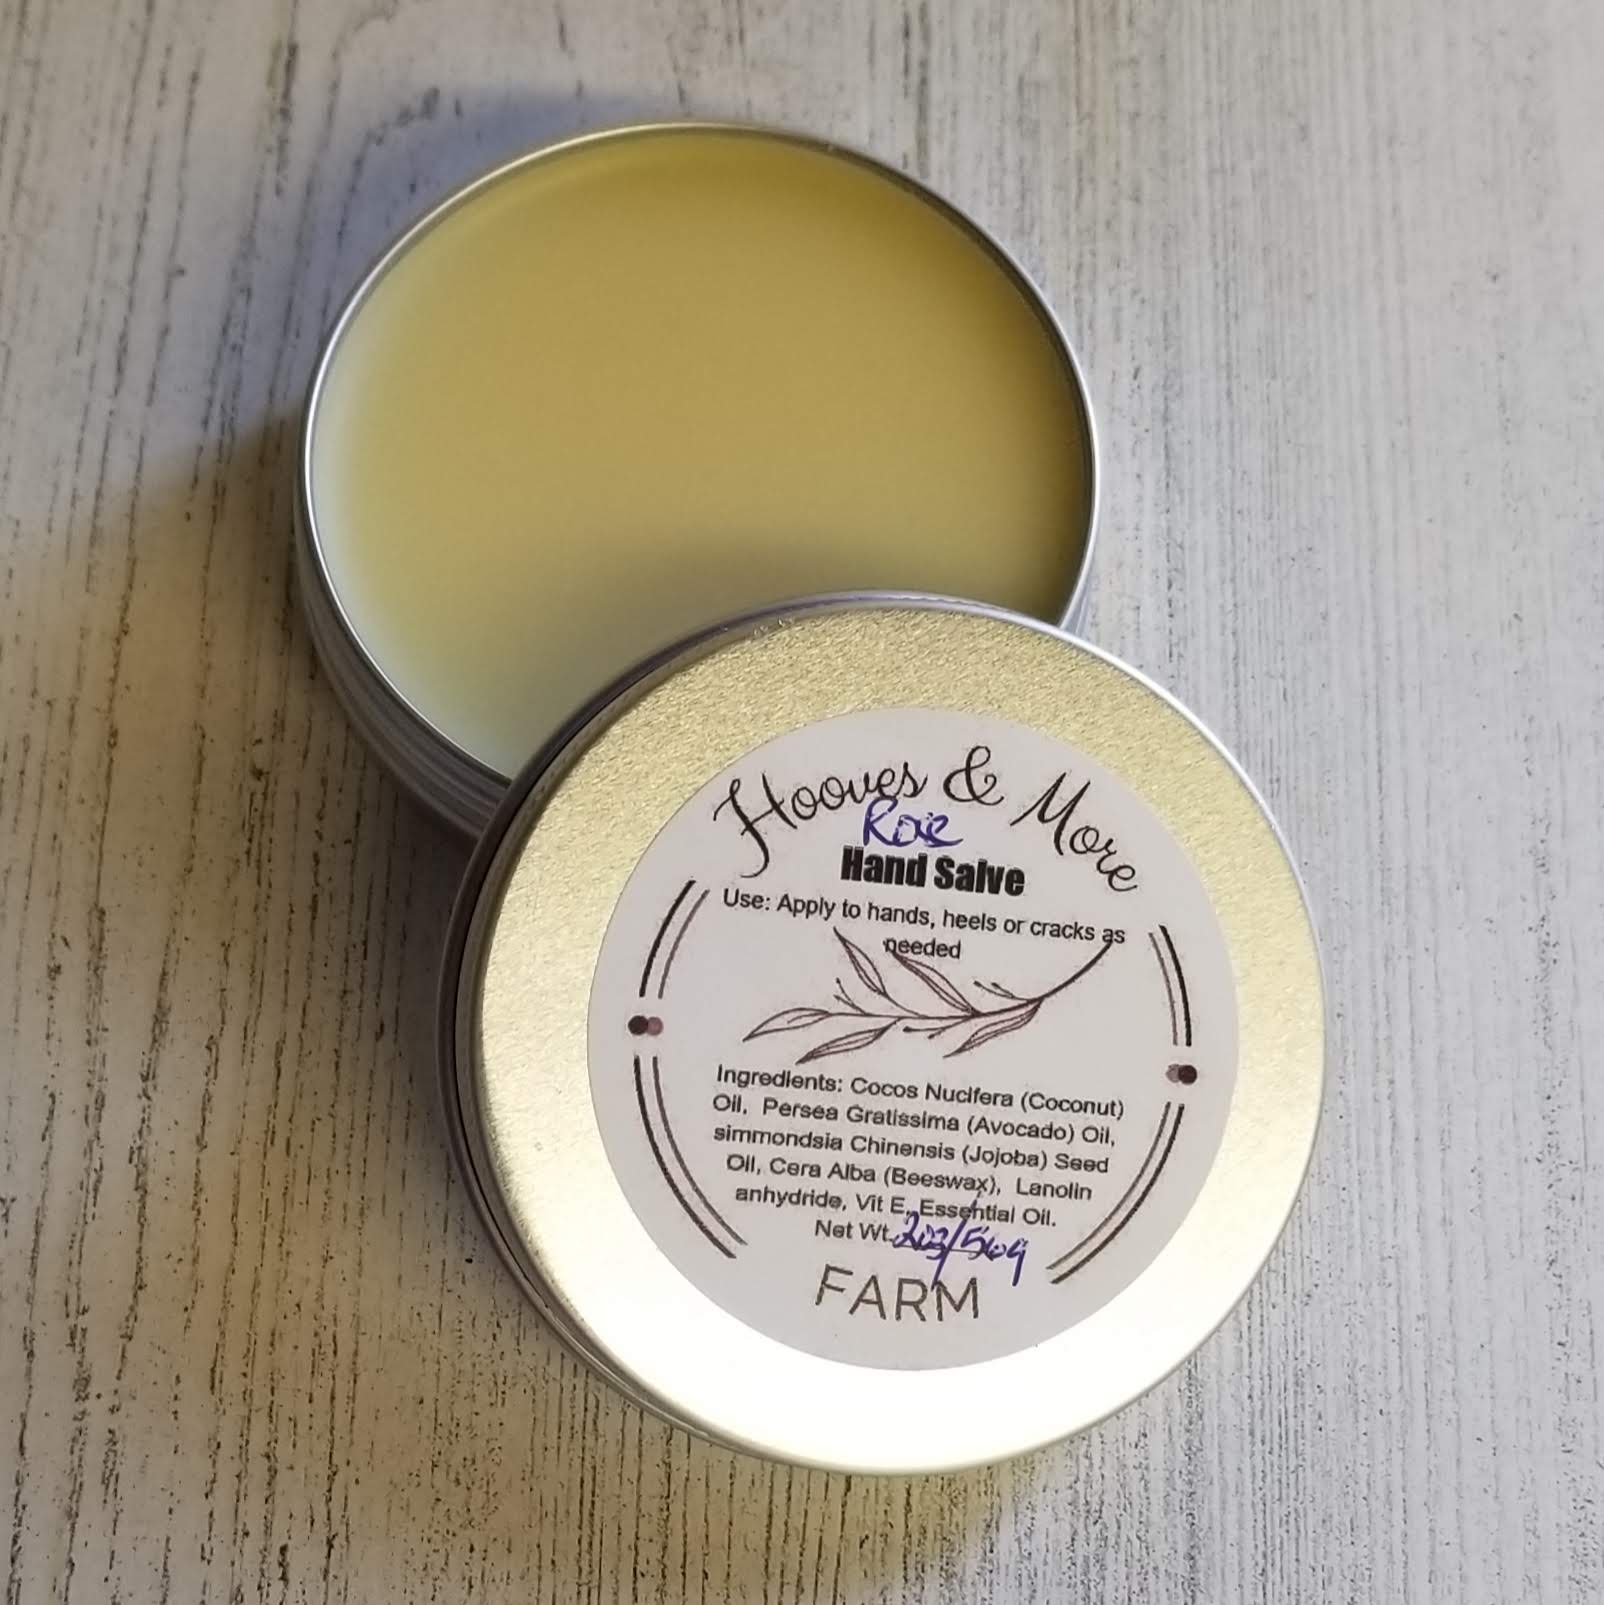 Hooves & More
Rose
Hand Salve
Use: Apply to hands, heels or cracks as
needed
Ingredients: Cocos Nucifera (Coconut)
Oil, Persea Gratissima (Avocado) Oil,
simmondsia Chinensis (Jojoba) Seed
Oil, Cera Alba (Beeswax), Lanolin
anhydride, Vit E, Essential Oil.
Net Wt. 2oz/56g
FARM